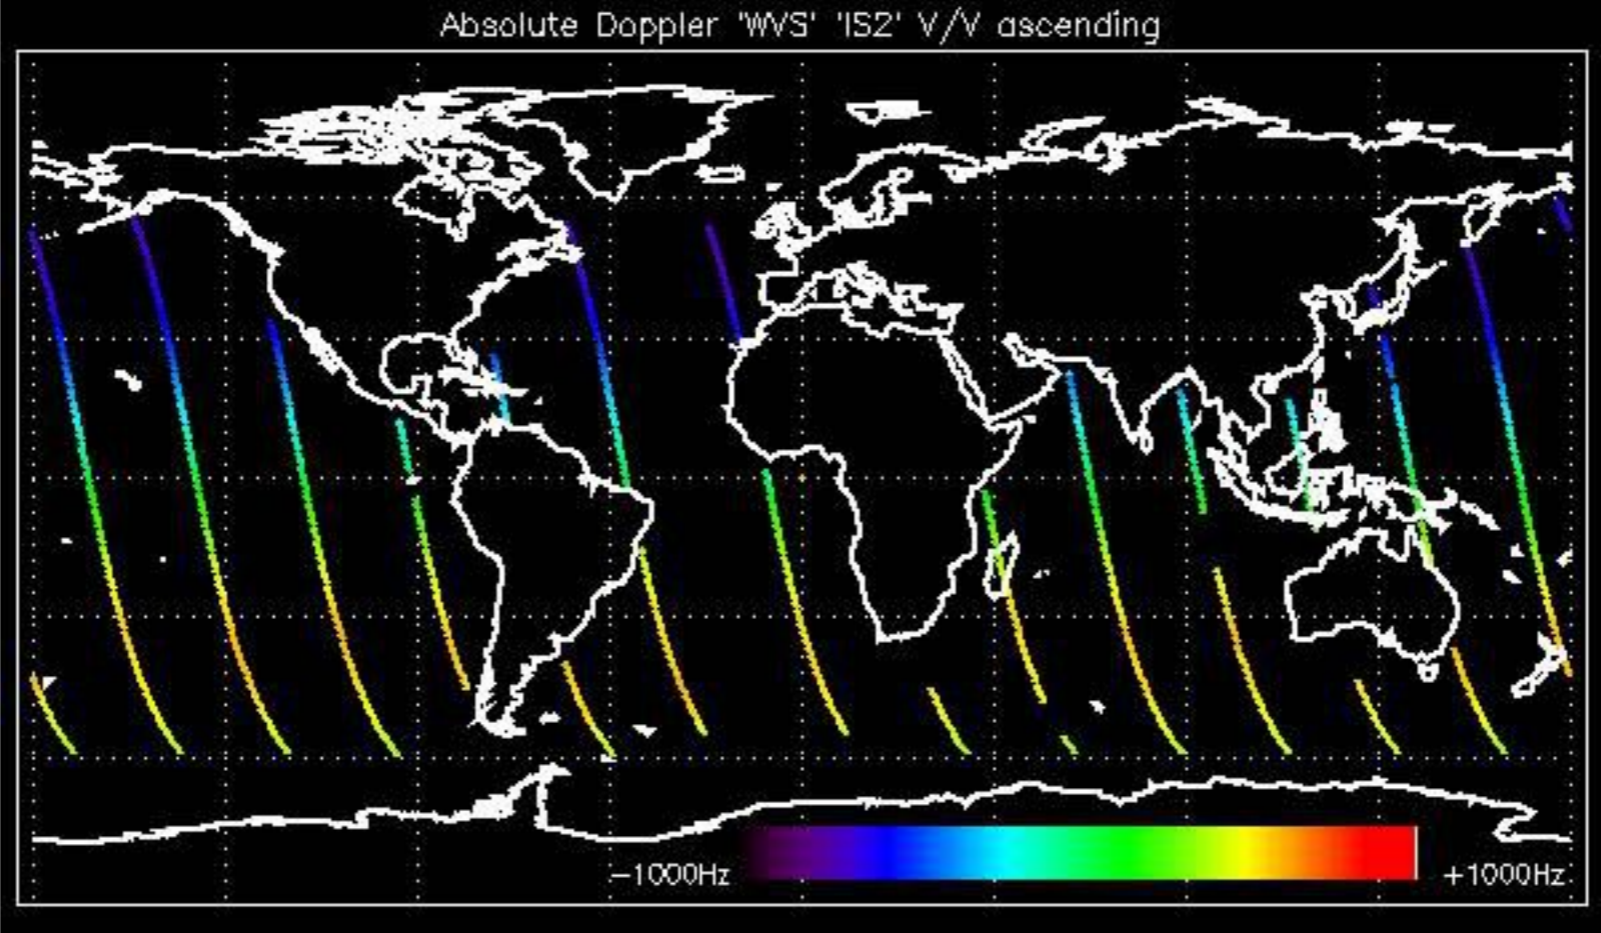 Absolute Doppler 'WVS' 'IS2' V/V ascending
−1000Hz +1000Hz